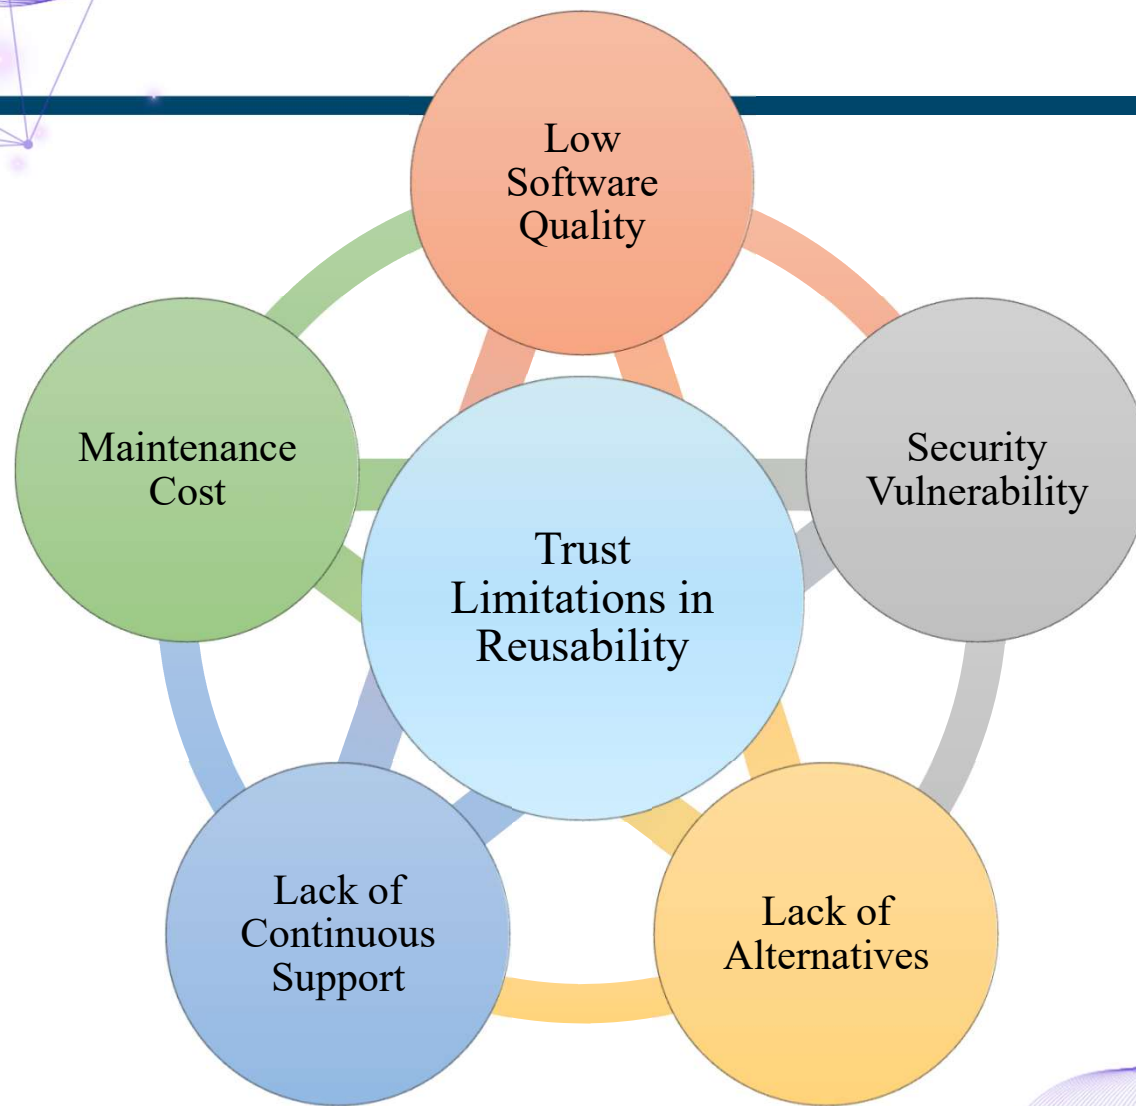 Low
Software
Quality
Maintenance
Cost
Security
Vulnerability
Trust
Limitations in
Reusability
Lack of
Continuous
Support
Lack of
Alternatives